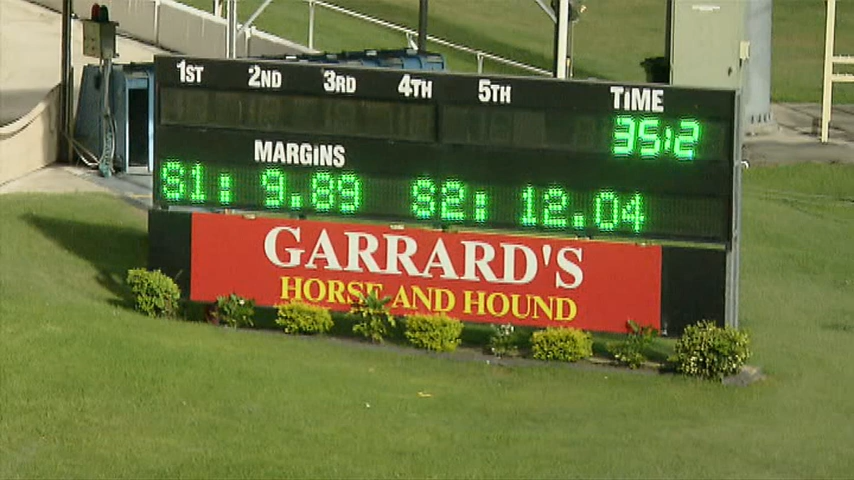 1ST 2ND 3RD 4TH 5TH TIME
35:2
MARGINS
S1: 9.89 S2: 12.04
GARRARD'S
HORSE AND HOUND